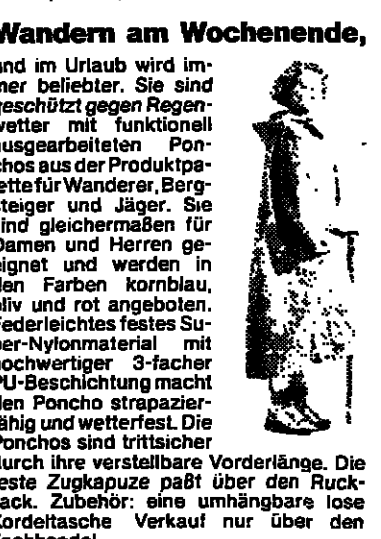 Wandern am Wochenende,
und im Urlaub wird im-
mer beliebter. Sie sind
geschützt gegen Regen-
wetter mit funktionell
ausgearbeiteten Pon-
chos aus der Produktpa-
lette für Wanderer, Berg-
steiger und Jäger. Sie
sind gleichermaßen für
Damen und Herren ge-
eignet und werden in
den Farben kornblau,
oliv und rot angeboten.
Federleichtes festes Su-
per-Nylonmaterial mit
hochwertiger 3-facher
PU-Beschichtung macht
den Poncho strapazier-
fähig und wetterfest. Die
Ponchos sind trittsicher
durch ihre verstellbare Vorderlänge. Die
feste Zugkapuze paßt über den Ruck-
sack. Zubehör: eine umhängbare lose
Kordeltasche Verkauf nur über den